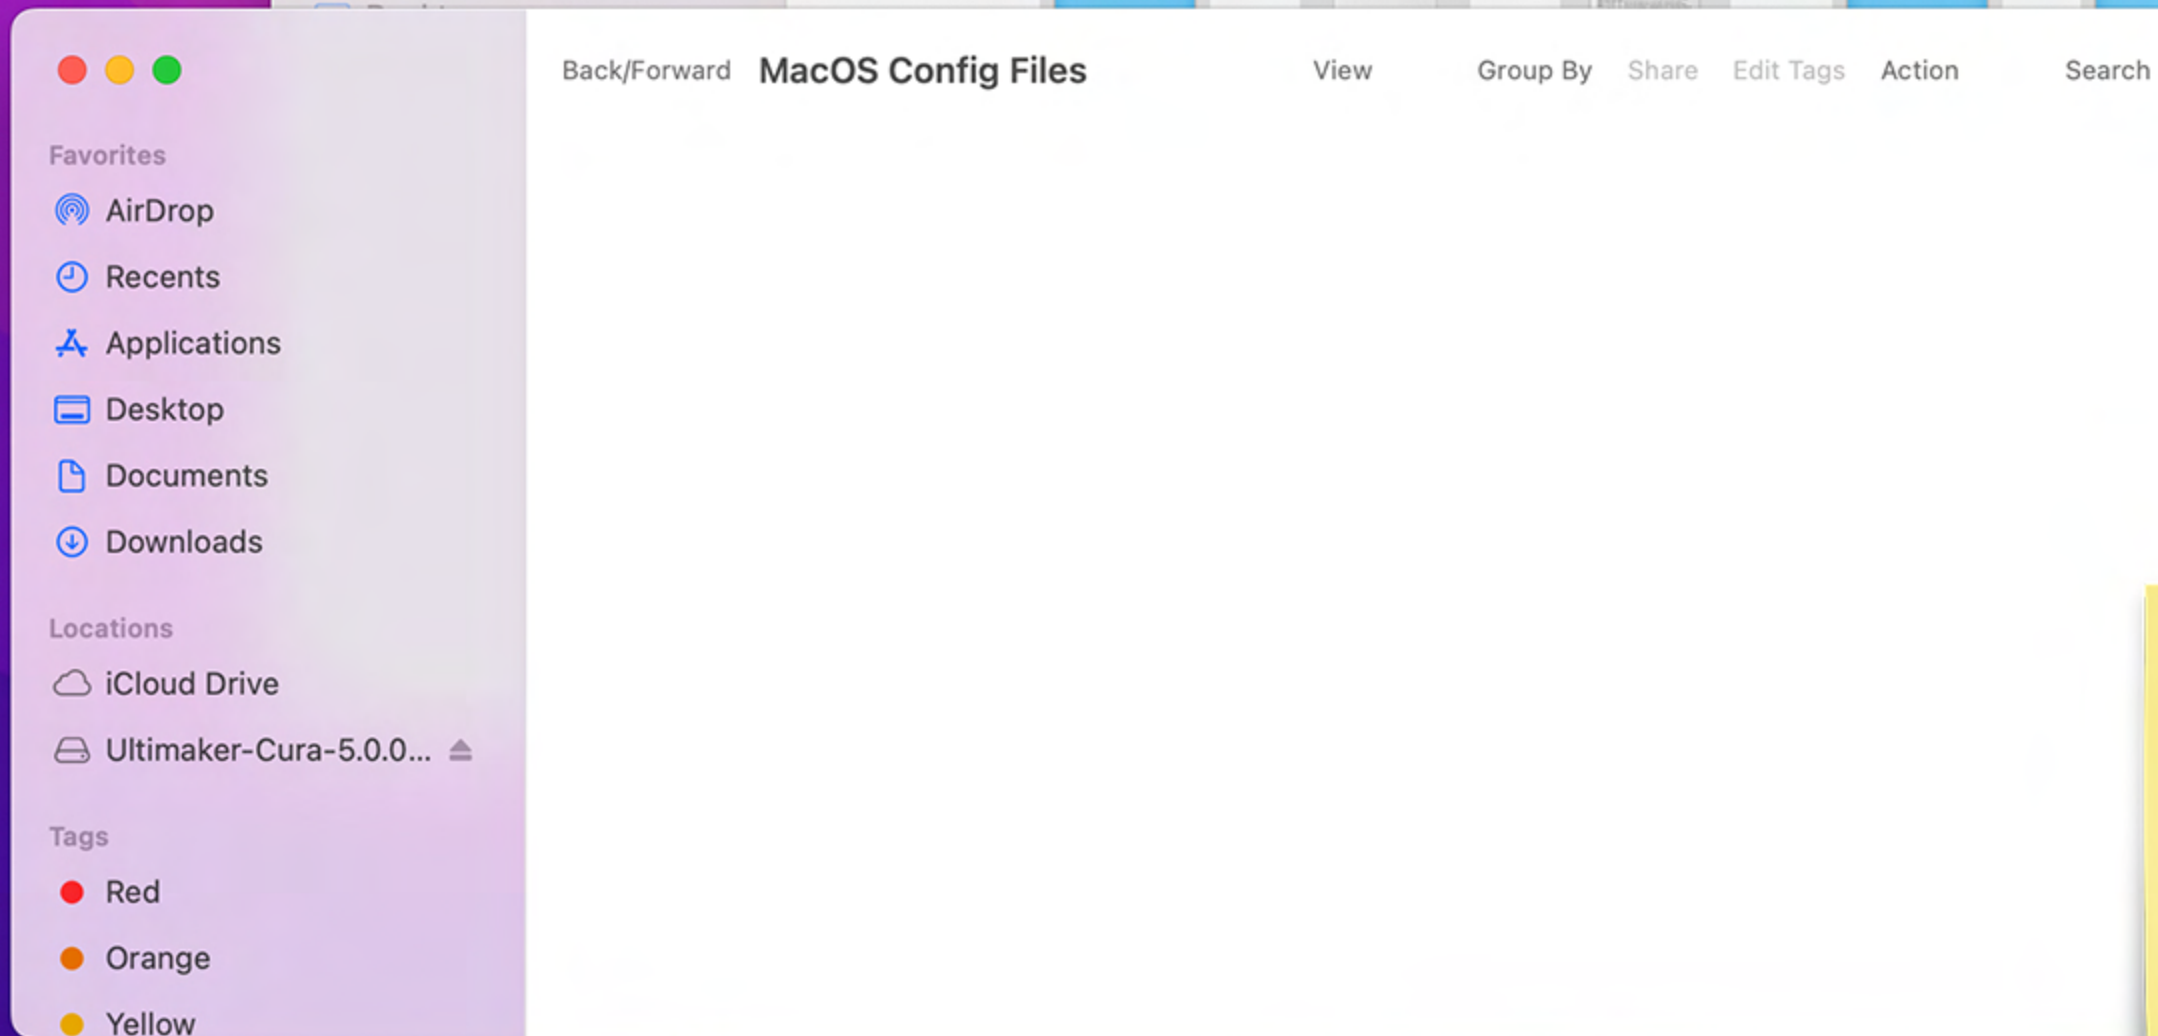 Back/Forward MacOS Config Files View Group By Share Edit Tags Action Search
Favorites
AirDrop
Recents
Applications
Desktop
Documents
Downloads
Locations
iCloud Drive
Ultimaker-Cura-5.0.0...
Tags
Red
Orange
Yellow